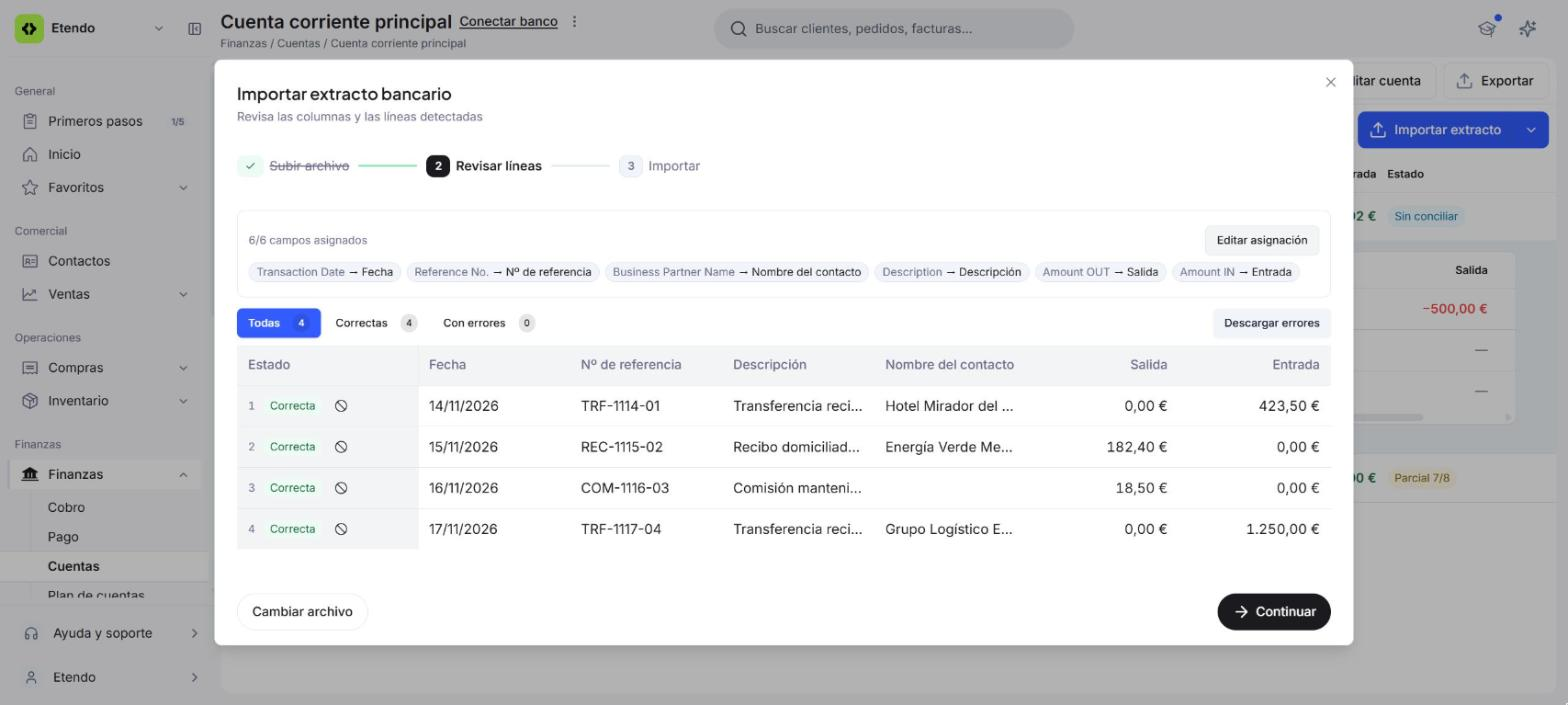 Etendo
Cuenta corriente principal Conectar banco
Finanzas / Cuentas / Cuenta corriente principal
Buscar clientes, pedidos, facturas...
General
Primeros pasos 1/5
Inicio
Favoritos
Comercial
Contactos
Ventas
Operaciones
Compras
Inventario
Finanzas
Finanzas
Cobro
Pago
Cuentas
Plan de cuentas
Ayuda y soporte
Etendo
Importar extracto bancario
Revisa las columnas y las líneas detectadas
Subir archivo 2 Revisar líneas 3 Importar
6/6 campos asignados Editar asignación
Transaction Date → Fecha Reference No. → Nº de referencia Business Partner Name → Nombre del contacto Description → Descripción Amount OUT → Salida Amount IN → Entrada
Todas 4 Correctas 4 Con errores 0 Descargar errores
Estado Fecha Nº de referencia Descripción Nombre del contacto Salida Entrada
1 Correcta 14/11/2026 TRF-1114-01 Transferencia reci... Hotel Mirador del ... 0,00 € 423,50 €
2 Correcta 15/11/2026 REC-1115-02 Recibo domiciliad... Energía Verde Me... 182,40 € 0,00 €
3 Correcta 16/11/2026 COM-1116-03 Comisión manteni... 18,50 € 0,00 €
4 Correcta 17/11/2026 TRF-1117-04 Transferencia reci... Grupo Logístico E... 0,00 € 1.250,00 €
Cambiar archivo Continuar
itar cuenta Exportar
Importar extracto
rada Estado
2 € Sin conciliar
Salida
−500,00 €
—
—
0 € Parcial 7/8